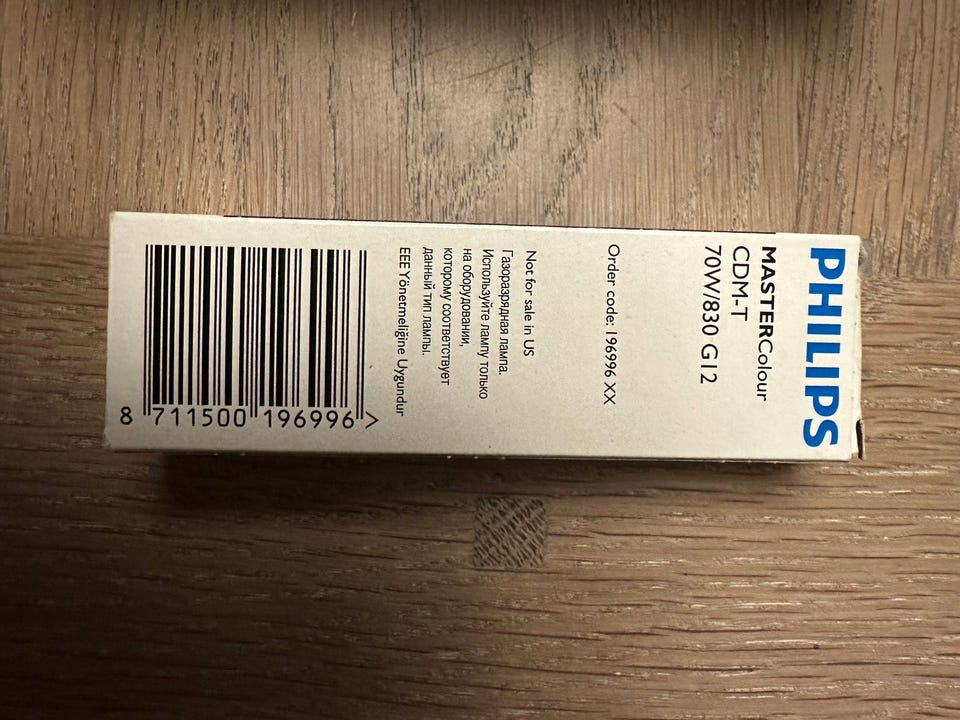 PHILIPS
MASTERColour
CDM-T
70W/830 G12
Order code: 196996 XX
Not for sale in US
Газоразрядная лампа.
Используйте лампу только
на оборудовании,
которому соответствует
данный тип лампы.
EEE Yönetmeliğine Uygundur
8 711500 196996 >